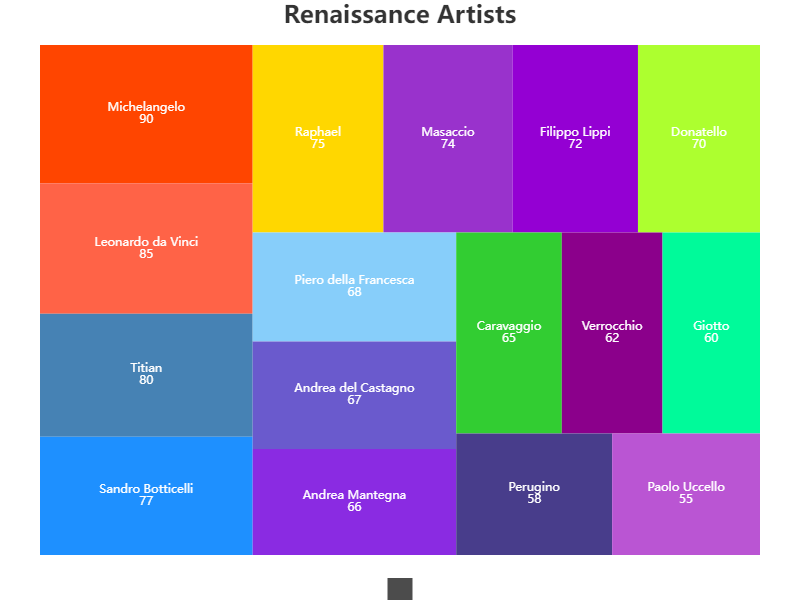 Renaissance Artists
Michelangelo
90
Leonardo da Vinci
85
Titian
80
Sandro Botticelli
77
Raphael
75
Masaccio
74
Filippo Lippi
72
Donatello
70
Piero della Francesca
68
Andrea del Castagno
67
Andrea Mantegna
66
Caravaggio
65
Verrocchio
62
Giotto
60
Perugino
58
Paolo Uccello
55